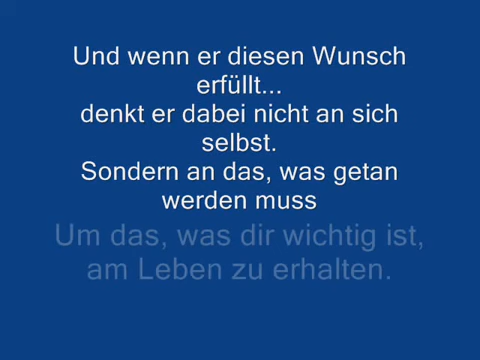 Und wenn er diesen Wunsch
erfüllt...
denkt er dabei nicht an sich
selbst.
Sondern an das, was getan
werden muss
Um das, was dir wichtig ist,
am Leben zu erhalten.